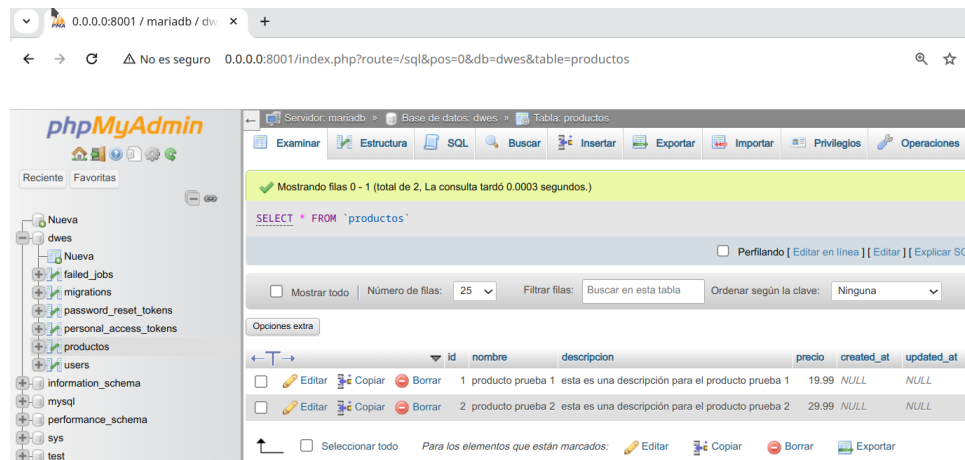 0.0.0.0:8001 / mariadb / dw
No es seguro 0.0.0.0:8001/index.php?route=/sql&pos=0&db=dwes&table=productos
phpMyAdmin
Reciente Favoritas
Nueva
dwes
Nueva
failed_jobs
migrations
password_reset_tokens
personal_access_tokens
productos
users
information_schema
mysql
performance_schema
sys
test
Servidor: mariadb » Base de datos: dwes » Tabla: productos
Examinar Estructura SQL Buscar Insertar Exportar Importar Privilegios Operaciones
Mostrando filas 0 - 1 (total de 2, La consulta tardó 0.0003 segundos.)
SELECT * FROM `productos`
Perfilando [ Editar en línea ] [ Editar ] [ Explicar SQ
Mostrar todo Número de filas: 25 Filtrar filas: Buscar en esta tabla Ordenar según la clave: Ninguna
Opciones extra
id nombre descripcion precio created_at updated_at
Editar Copiar Borrar 1 producto prueba 1 esta es una descripción para el producto prueba 1 19.99 NULL NULL
Editar Copiar Borrar 2 producto prueba 2 esta es una descripción para el producto prueba 2 29.99 NULL NULL
Seleccionar todo Para los elementos que están marcados: Editar Copiar Borrar Exportar